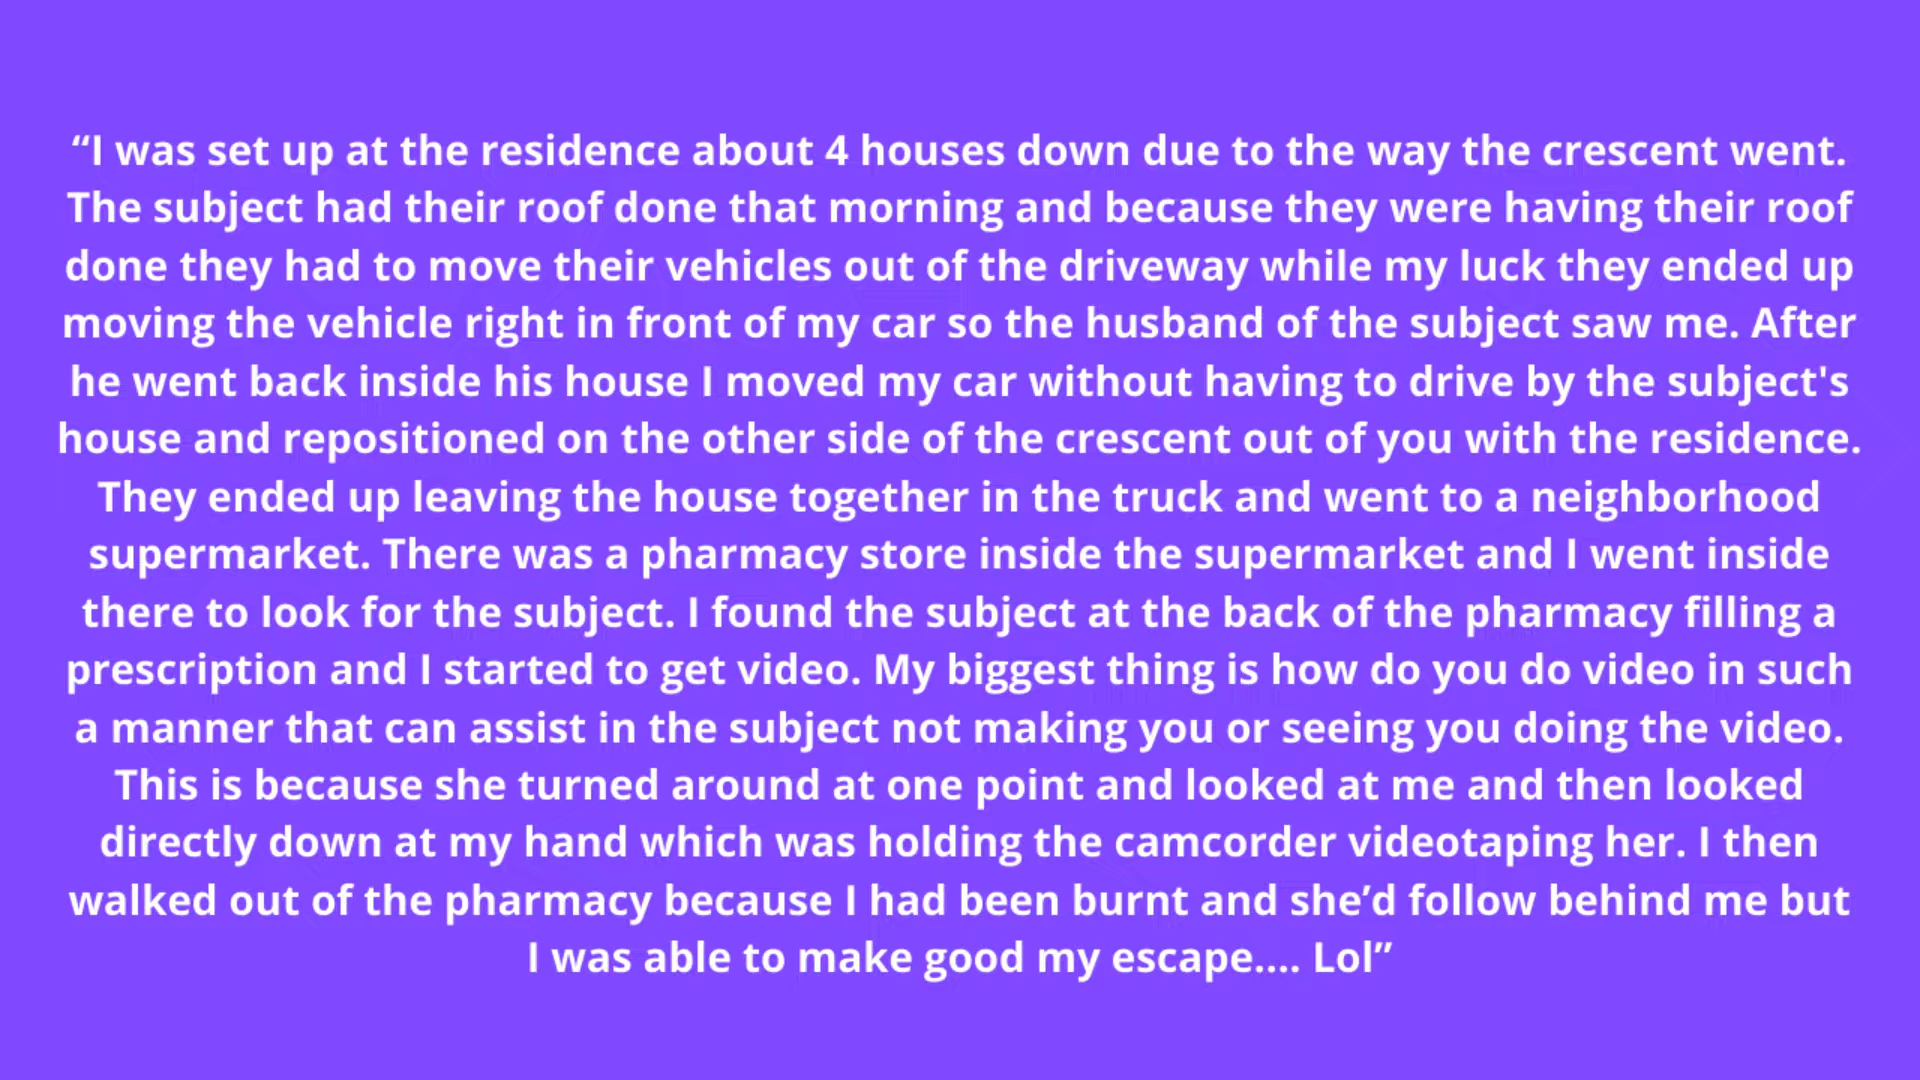 “I was set up at the residence about 4 houses down due to the way the crescent went.
The subject had their roof done that morning and because they were having their roof
done they had to move their vehicles out of the driveway while my luck they ended up
moving the vehicle right in front of my car so the husband of the subject saw me. After
he went back inside his house I moved my car without having to drive by the subject's
house and repositioned on the other side of the crescent out of you with the residence.
They ended up leaving the house together in the truck and went to a neighborhood
supermarket. There was a pharmacy store inside the supermarket and I went inside
there to look for the subject. I found the subject at the back of the pharmacy filling a
prescription and I started to get video. My biggest thing is how do you do video in such
a manner that can assist in the subject not making you or seeing you doing the video.
This is because she turned around at one point and looked at me and then looked
directly down at my hand which was holding the camcorder videotaping her. I then
walked out of the pharmacy because I had been burnt and she’d follow behind me but
I was able to make good my escape.... Lol”